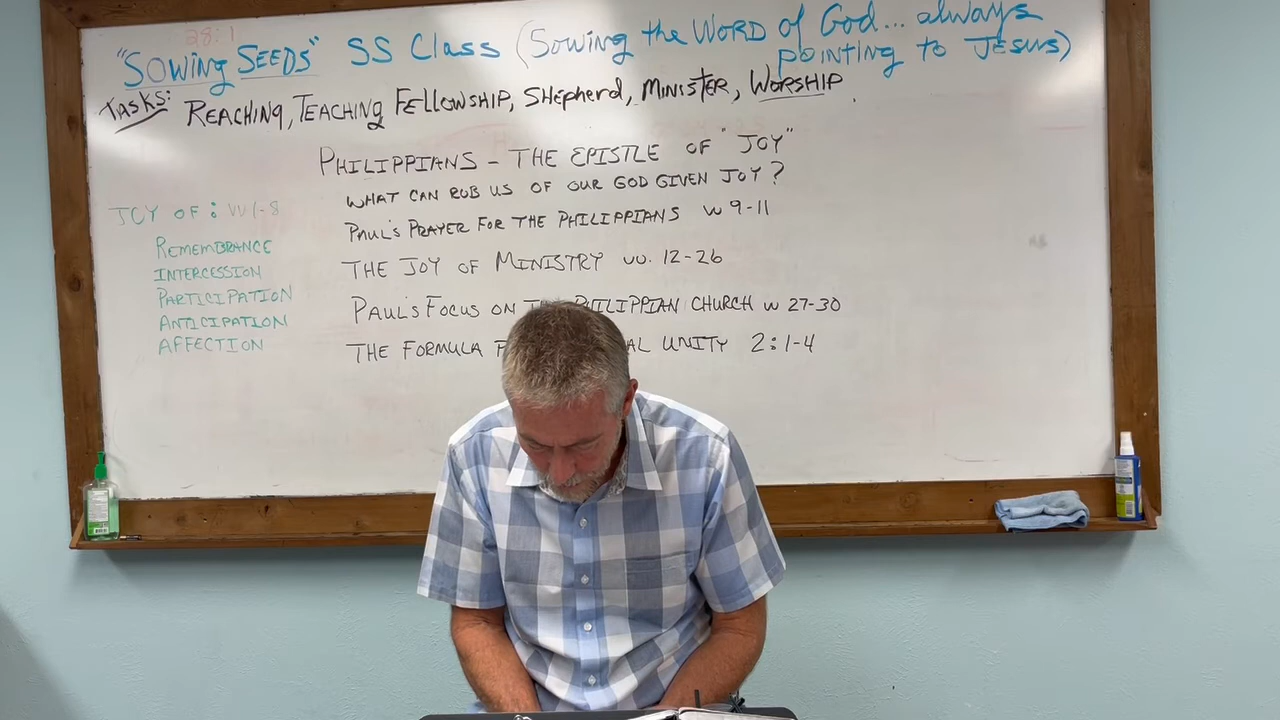 28:1
"SOWING SEEDS" SS Class (SOWING the WORD of God... always
pointing to JESUS)
TASKS: REACHING, TEACHING FELLOWSHIP, Shepherd, MINISTER, WORSHIP
PHILIPPIANS - THE EPISTLE OF "JOY"
WHAT CAN ROB US OF OUR GOD GIVEN JOY?
PAUL'S PRAYER FOR THE PHILIPPIANS vv 9-11
THE JOY OF MINISTRY vv. 12-26
PAUL'S FOCUS ON PHILIPPIAN CHURCH vv 27-30
THE FORMULA UNITY 2:1-4
JOY OF: vv 1-8
REMEMBRANCE
INTERCESSION
PARTICIPATION
ANTICIPATION
AFFECTION